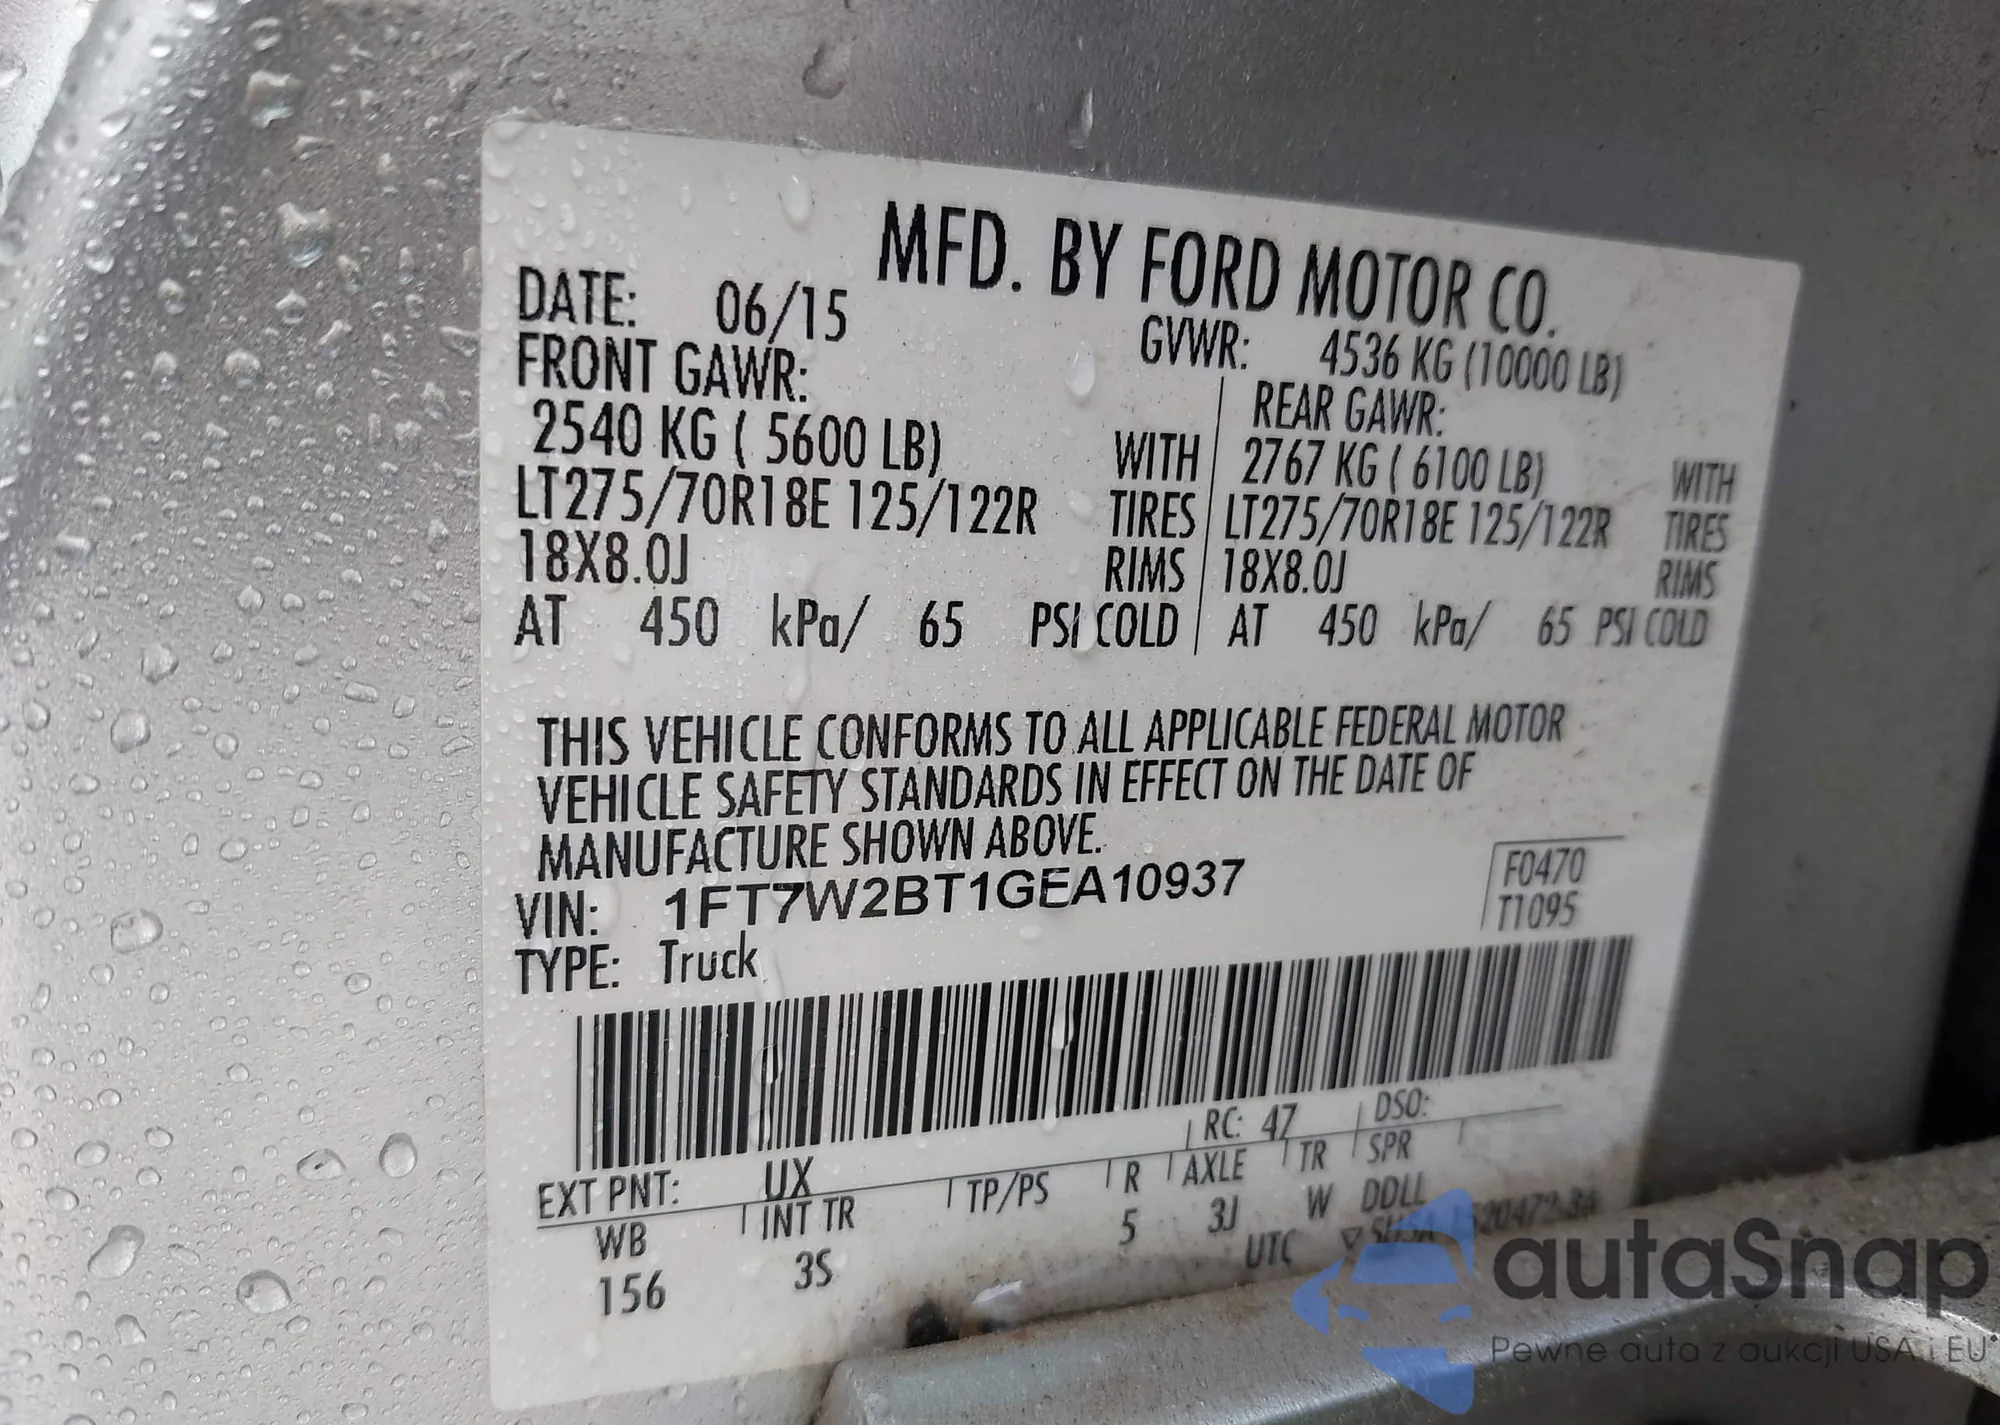 MFD. BY FORD MOTOR CO.
DATE: 06/15
GVWR: 4536 KG (10000 LB)
FRONT GAWR:
REAR GAWR:
2540 KG ( 5600 LB) WITH
2767 KG ( 6100 LB) WITH
LT275/70R18E 125/122R TIRES
LT275/70R18E 125/122R TIRES
18X8.0J RIMS
18X8.0J RIMS
AT 450 kPa/ 65 PSI COLD
AT 450 kPa/ 65 PSI COLD
THIS VEHICLE CONFORMS TO ALL APPLICABLE FEDERAL MOTOR
VEHICLE SAFETY STANDARDS IN EFFECT ON THE DATE OF
MANUFACTURE SHOWN ABOVE.
VIN: 1FT7W2BT1GEA10937
TYPE: Truck
F0470
T1095
RC: 47 DSO:
EXT PNT: UX
WB INT TR TP/PS R AXLE TR SPR
156 3S 5 3J W DDLL
UTC
autaSnap
Pewne auta z aukcji USA i EU